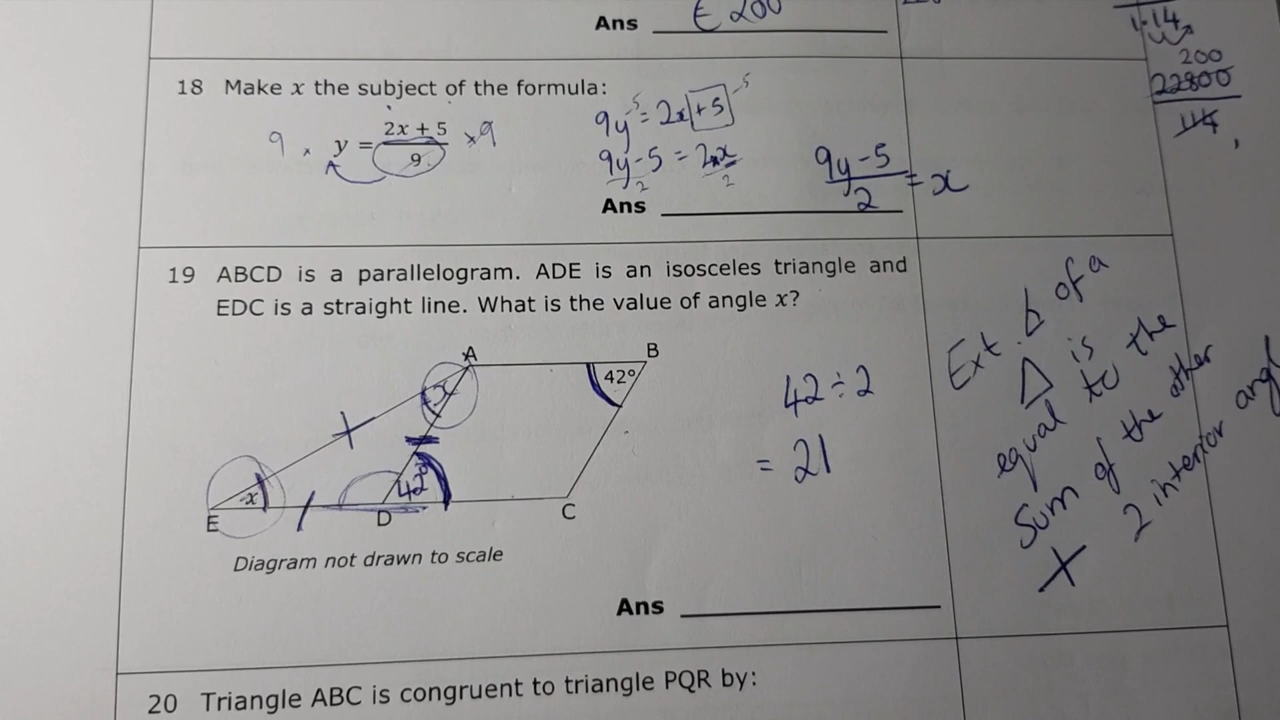 Ans € 200
1.14
200
22800
114
18 Make x the subject of the formula:
9 × y = 2x + 5 / 9 × 9
9y -5 = 2x +5 -5
9y - 5 = 2x
2 2
9y - 5 / 2 = x
Ans
19 ABCD is a parallelogram. ADE is an isosceles triangle and
EDC is a straight line. What is the value of angle x?
A
B
42°
x
x
42°
E
D
C
42 ÷ 2
= 21
Diagram not drawn to scale
Ans
Ext. b of a
Δ is
equal to the
Sum of the other
2 interior angl
20 Triangle ABC is congruent to triangle PQR by: